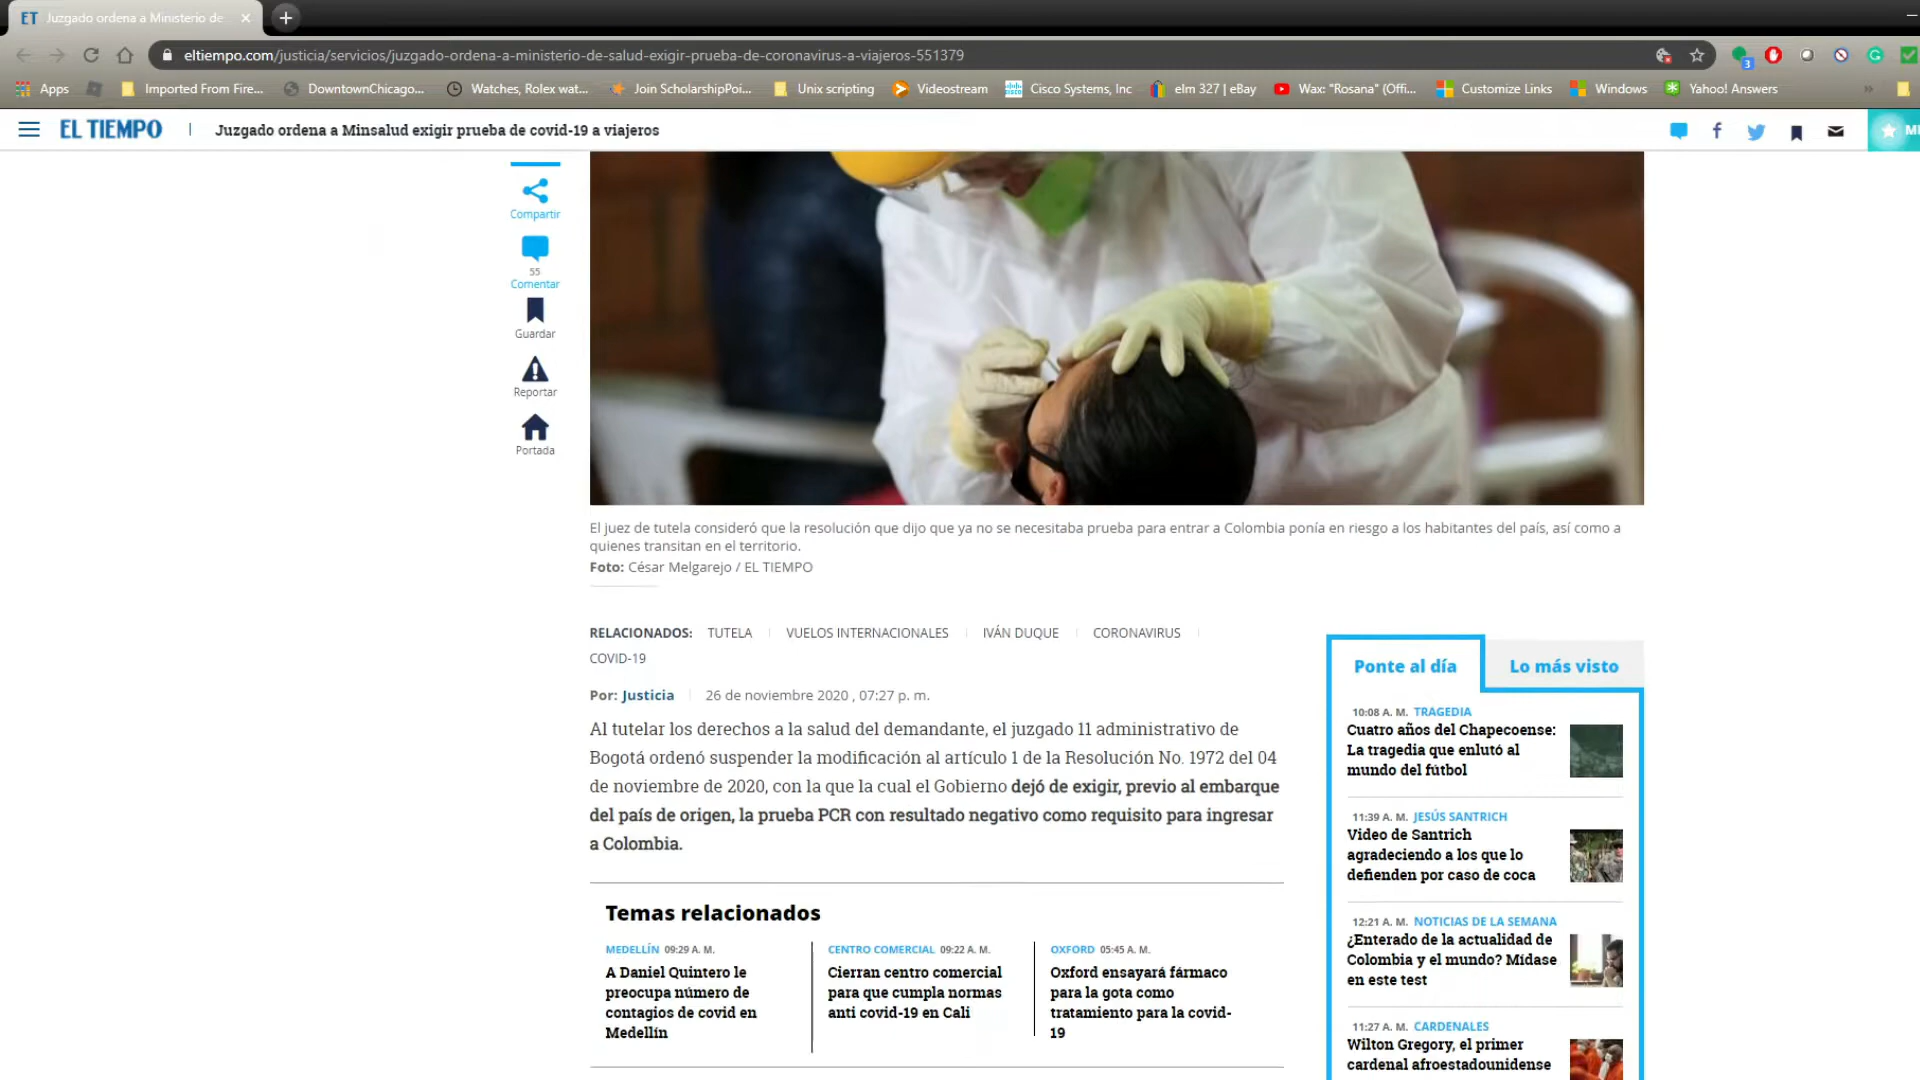 ET Juzgado ordena a Ministerio de
eltiempo.com/justicia/servicios/juzgado-ordena-a-ministerio-de-salud-exigir-prueba-de-coronavirus-a-viajeros-551379
3
Apps Imported From Fire... DowntownChicago... Watches, Rolex wat... Join ScholarshipPoi... Unix scripting Videostream Cisco Systems, Inc elm 327 | eBay Wax: "Rosana" (Offi... Customize Links Windows Yahoo! Answers »
EL TIEMPO | Juzgado ordena a Minsalud exigir prueba de covid-19 a viajeros
Compartir
55
Comentar
Guardar
Reportar
Portada
El juez de tutela consideró que la resolución que dijo que ya no se necesitaba prueba para entrar a Colombia ponía en riesgo a los habitantes del país, así como a
quienes transitan en el territorio.
Foto: César Melgarejo / EL TIEMPO
RELACIONADOS: TUTELA | VUELOS INTERNACIONALES | IVÁN DUQUE | CORONAVIRUS |
COVID-19
Por: Justicia | 26 de noviembre 2020 , 07:27 p. m.
Al tutelar los derechos a la salud del demandante, el juzgado 11 administrativo de
Bogotá ordenó suspender la modificación al artículo 1 de la Resolución No. 1972 del 04
de noviembre de 2020, con la que la cual el Gobierno dejó de exigir, previo al embarque
del país de origen, la prueba PCR con resultado negativo como requisito para ingresar
a Colombia.
Temas relacionados
MEDELLÍN 09:29 A. M.
A Daniel Quintero le
preocupa número de
contagios de covid en
Medellín
CENTRO COMERCIAL 09:22 A. M.
Cierran centro comercial
para que cumpla normas
anti covid-19 en Cali
OXFORD 05:45 A. M.
Oxford ensayará fármaco
para la gota como
tratamiento para la covid-
19
Ponte al día Lo más visto
10:08 A. M. TRAGEDIA
Cuatro años del Chapecoense:
La tragedia que enlutó al
mundo del fútbol
11:39 A. M. JESÚS SANTRICH
Video de Santrich
agradeciendo a los que lo
defienden por caso de coca
12:21 A. M. NOTICIAS DE LA SEMANA
¿Enterado de la actualidad de
Colombia y el mundo? Mídase
en este test
11:27 A. M. CARDENALES
Wilton Gregory, el primer
cardenal afroestadounidense